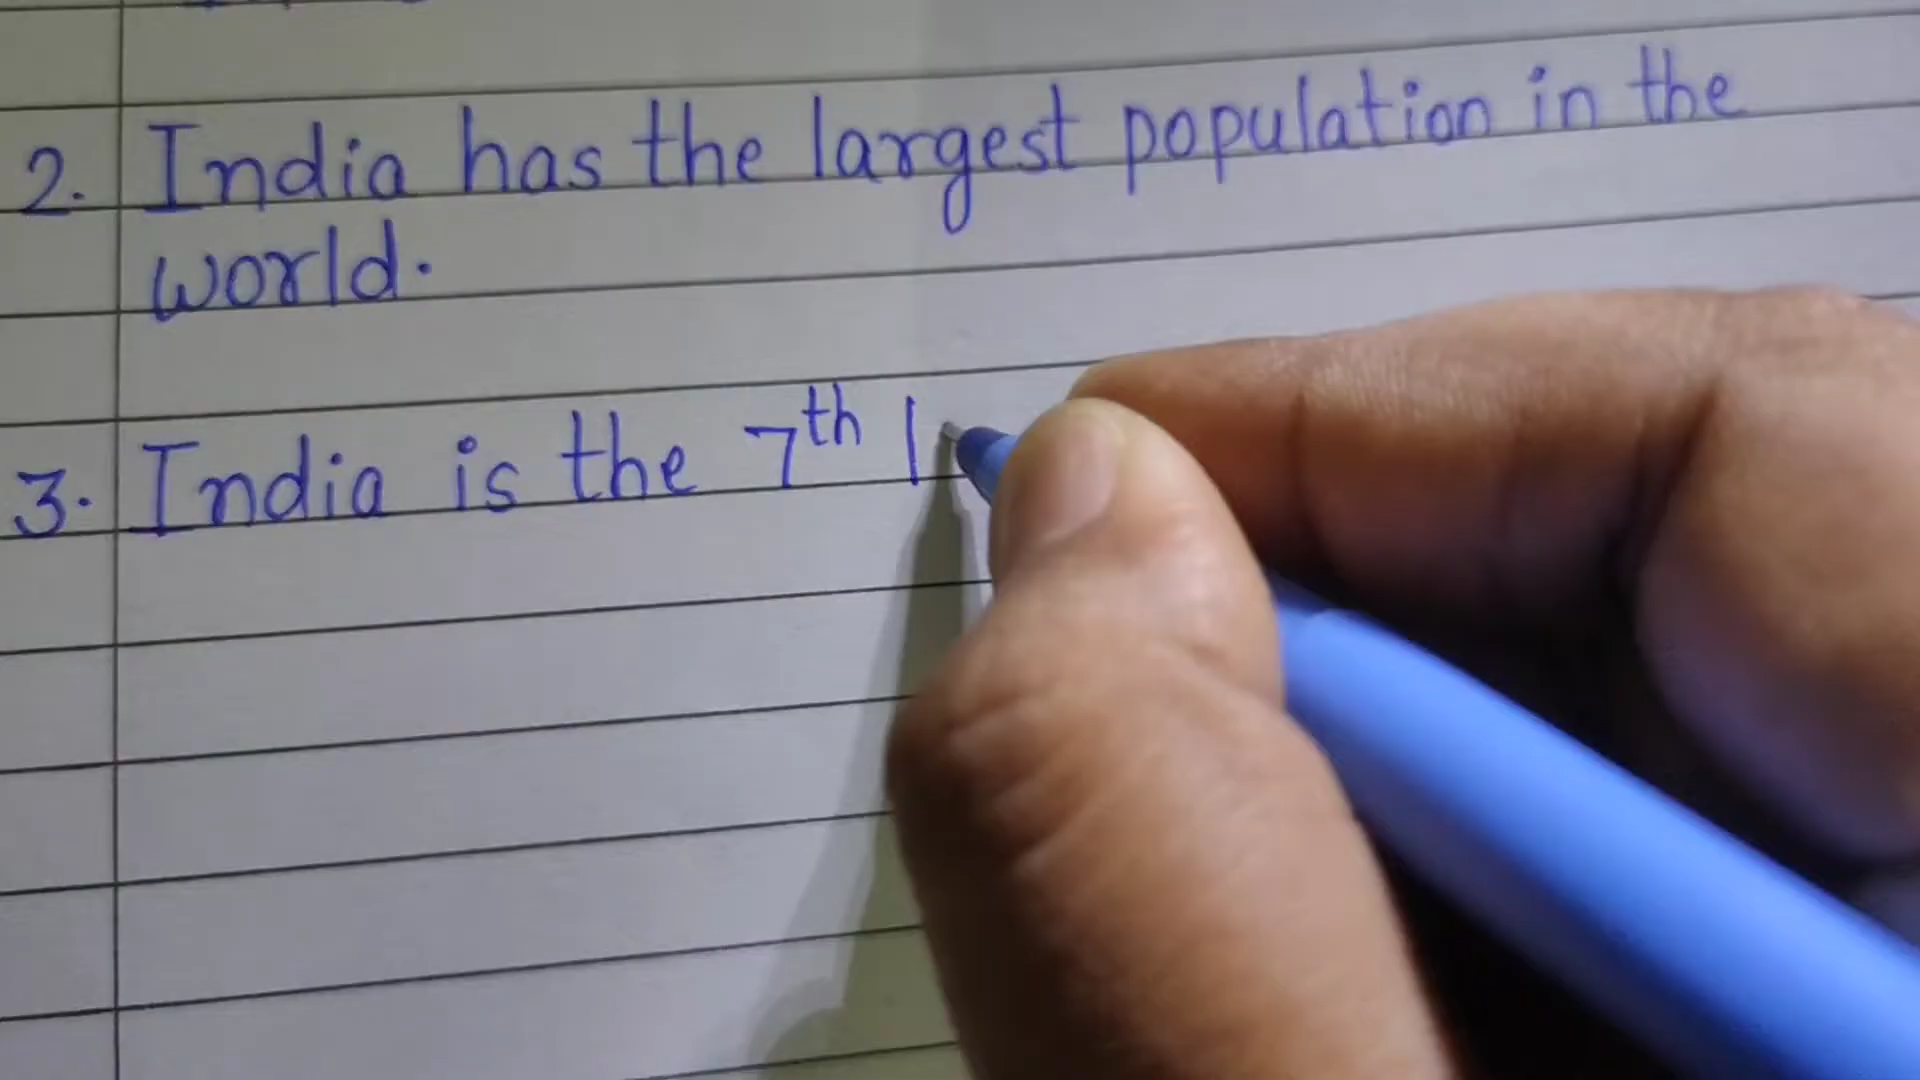 2. India has the largest population in the
world.
3. India is the 7th l